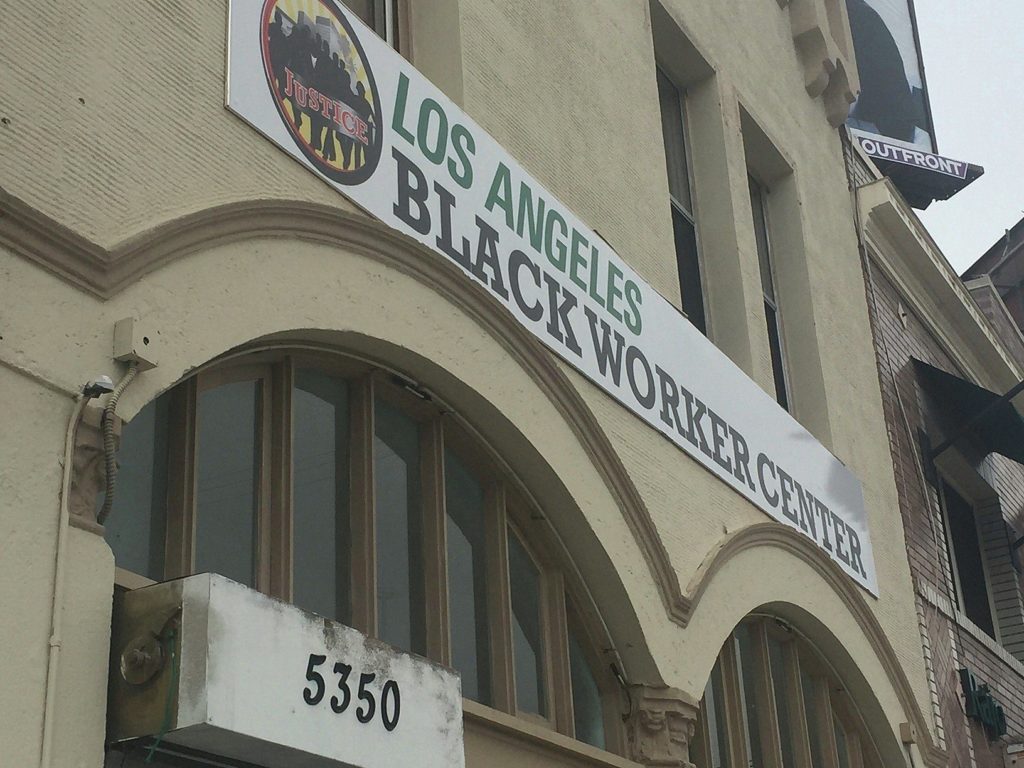 JUSTICE
LOS ANGELES
BLACK WORKER CENTER
OUTFRONT
5350